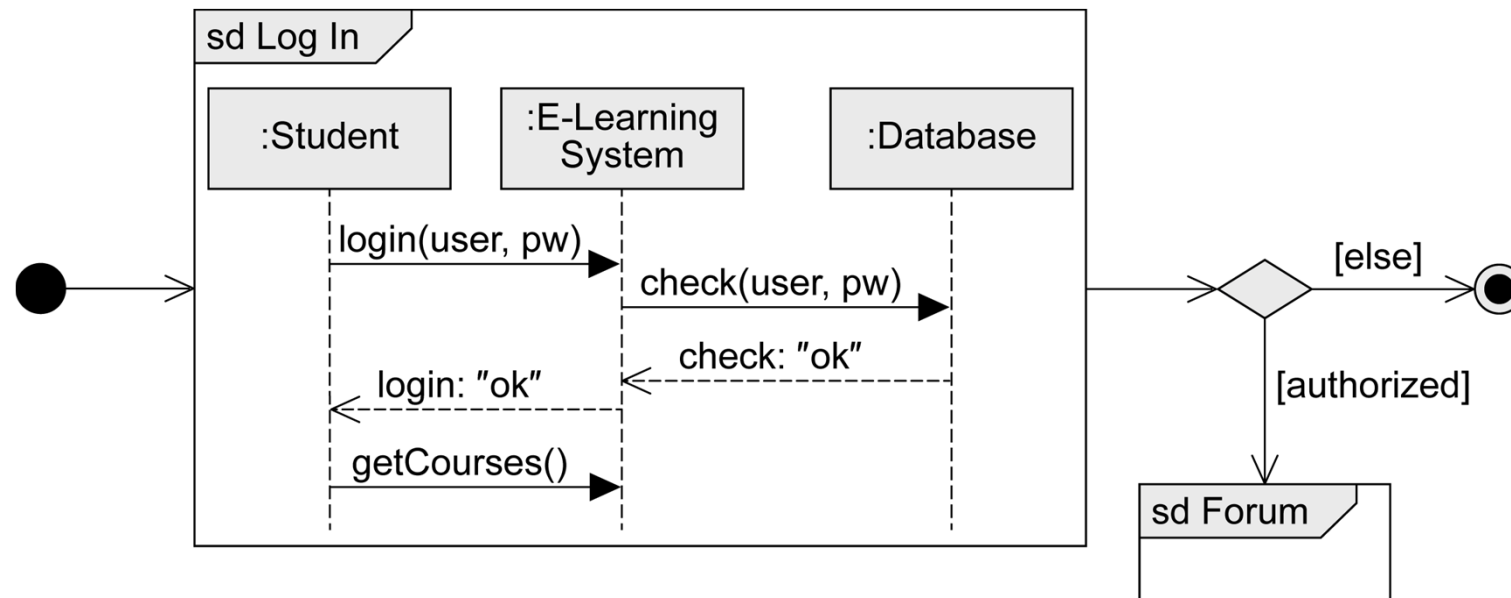 sd Log In
:Student
:E-Learning
System
:Database
login(user, pw)
check(user, pw)
check: "ok"
login: "ok"
getCourses()
[else]
[authorized]
sd Forum